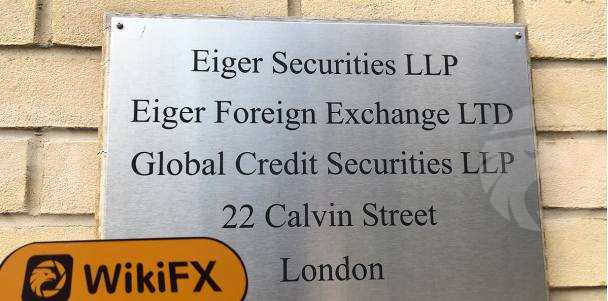 Eiger Securities LLP
Eiger Foreign Exchange LTD
Global Credit Securities LLP
22 Calvin Street
London
WikiFX